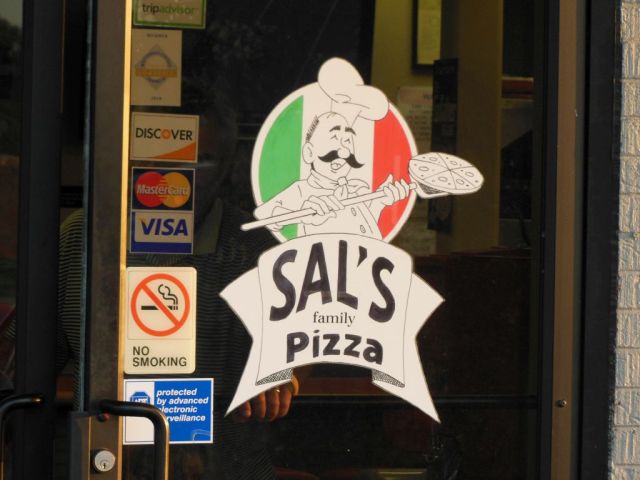 tripadvisor
DISCOVER
MasterCard
VISA
NO
SMOKING
protected
by advanced
electronic
surveillance
SAL'S
family
Pizza